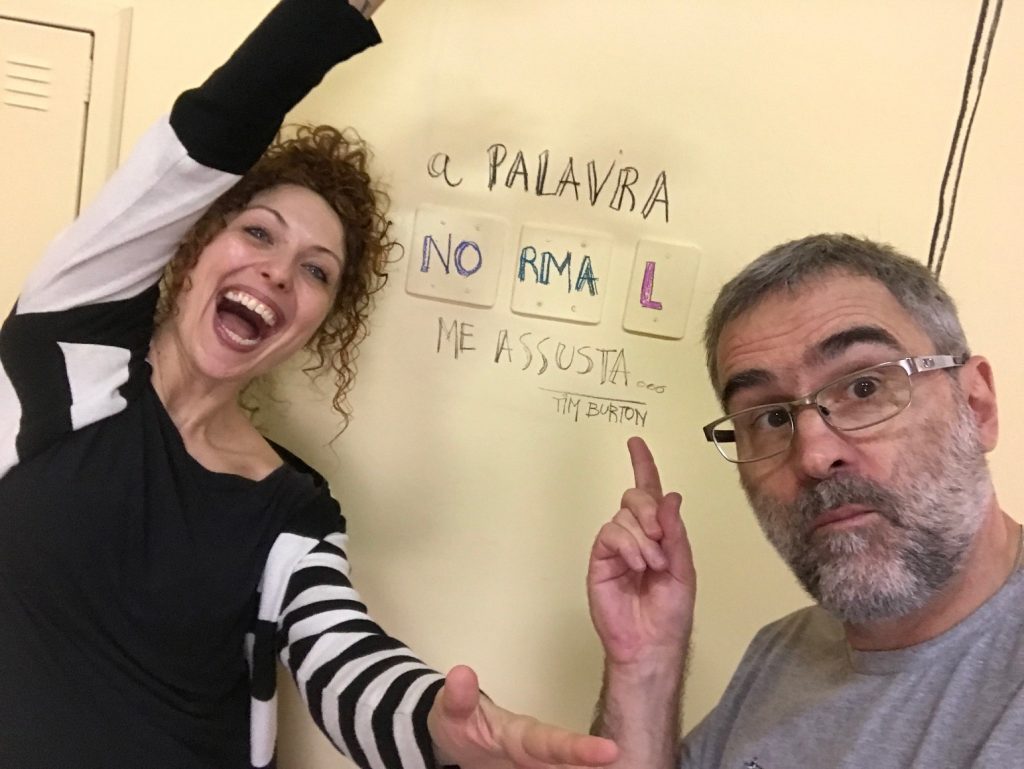 a PALAVRA
NORMAL
ME ASSUSTA...
TIM BURTON